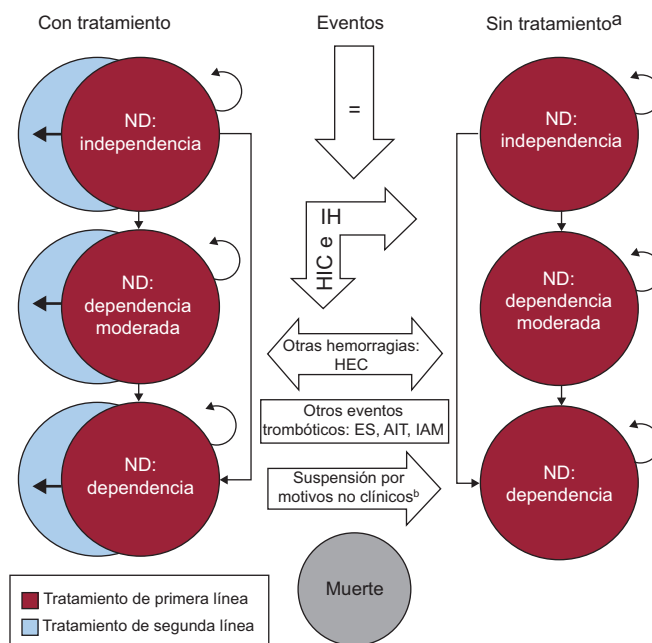 Con tratamiento
Eventos
Sin tratamientoa
ND:
independencia
=
ND:
independencia
IH
HIC e
ND:
dependencia
moderada
ND:
dependencia
moderada
Otras hemorragias:
HEC
Otros eventos
trombóticos: ES, AIT, IAM
ND:
dependencia
Suspensión por
motivos no clínicosb
ND:
dependencia
Muerte
Tratamiento de primera línea
Tratamiento de segunda línea